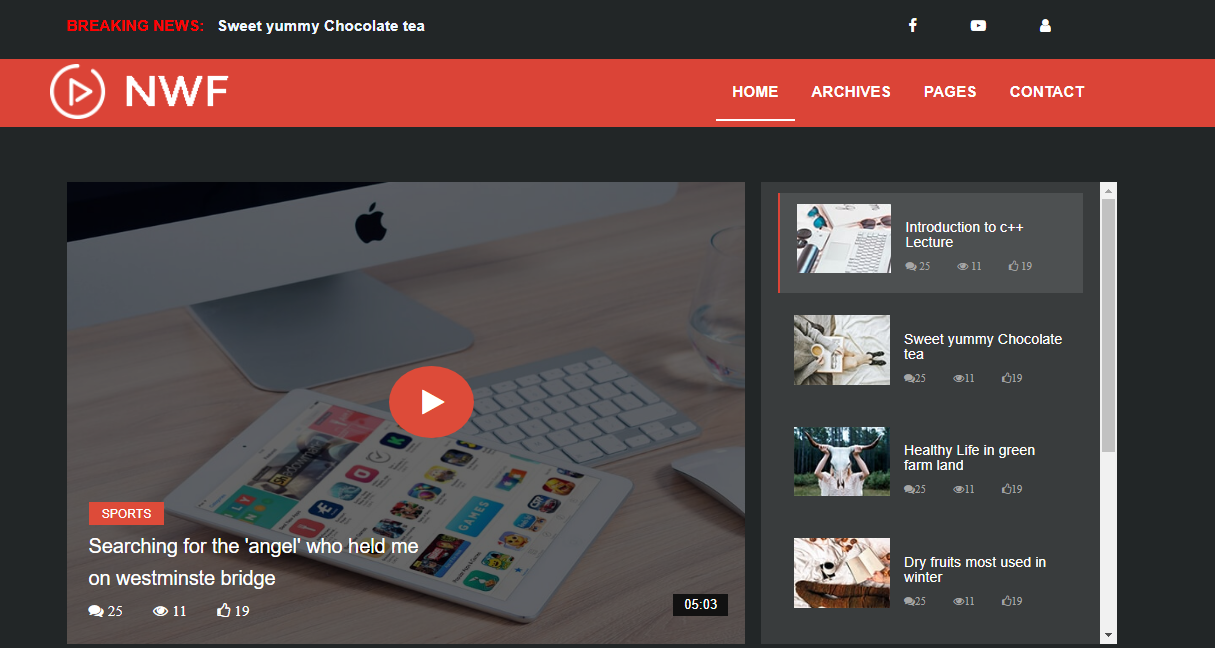 BREAKING NEWS: Sweet yummy Chocolate tea
NWF
HOME ARCHIVES PAGES CONTACT
SPORTS
Searching for the 'angel' who held me
on westminste bridge
25 11 19
05:03
Introduction to c++
Lecture
25 11 19
Sweet yummy Chocolate
tea
25 11 19
Healthy Life in green
farm land
25 11 19
Dry fruits most used in
winter
25 11 19
GAMES